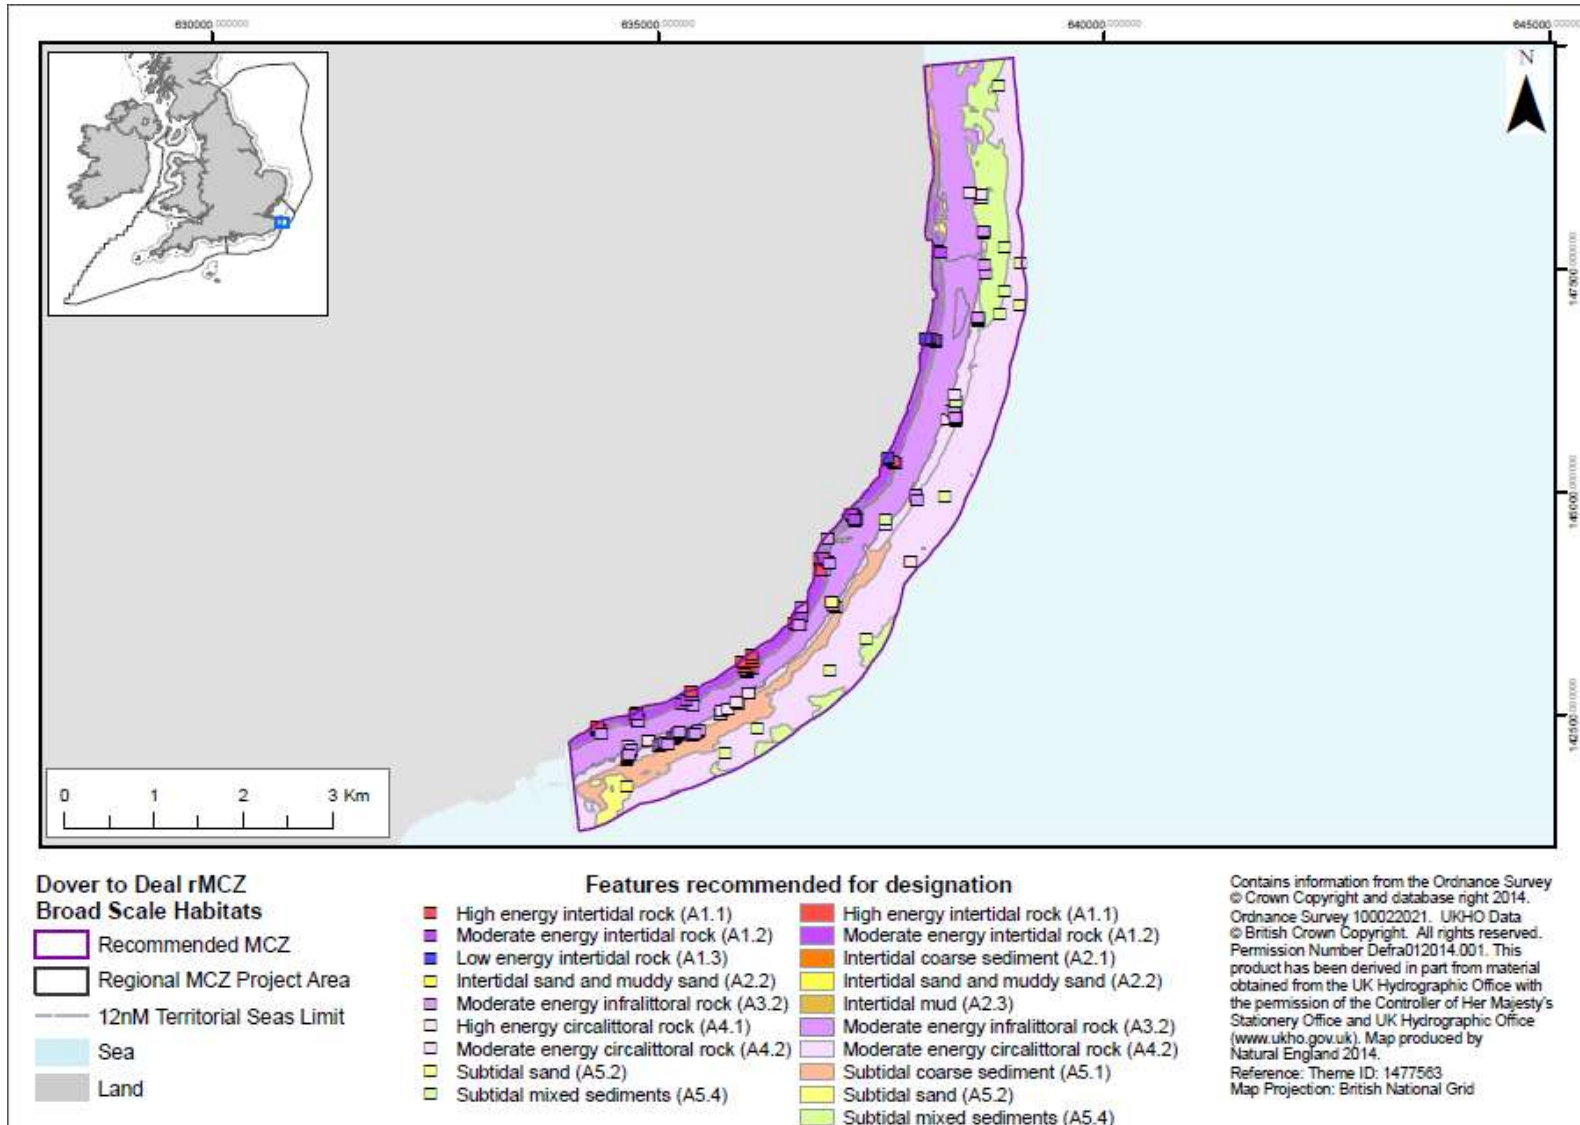 630000.000000
635000.000000
640000.000000
645000.000000
N
147500.000000
145000.000000
142500.000000
0 1 2 3 Km
Dover to Deal rMCZ
Broad Scale Habitats
Recommended MCZ
Regional MCZ Project Area
12nM Territorial Seas Limit
Sea
Land
Features recommended for designation
High energy intertidal rock (A1.1)
Moderate energy intertidal rock (A1.2)
Low energy intertidal rock (A1.3)
Intertidal sand and muddy sand (A2.2)
Moderate energy infralittoral rock (A3.2)
High energy circalittoral rock (A4.1)
Moderate energy circalittoral rock (A4.2)
Subtidal sand (A5.2)
Subtidal mixed sediments (A5.4)
High energy intertidal rock (A1.1)
Moderate energy intertidal rock (A1.2)
Intertidal coarse sediment (A2.1)
Intertidal sand and muddy sand (A2.2)
Intertidal mud (A2.3)
Moderate energy infralittoral rock (A3.2)
Moderate energy circalittoral rock (A4.2)
Subtidal coarse sediment (A5.1)
Subtidal sand (A5.2)
Subtidal mixed sediments (A5.4)
Contains information from the Ordnance Survey
© Crown Copyright and database right 2014.
Ordnance Survey 100022021. UKHO Data
© British Crown Copyright. All rights reserved.
Permission Number Defra012014.001. This
product has been derived in part from material
obtained from the UK Hydrographic Office with
the permission of the Controller of Her Majesty's
Stationery Office and UK Hydrographic Office
(www.ukho.gov.uk). Map produced by
Natural England 2014.
Reference: Theme ID: 1477563
Map Projection: British National Grid